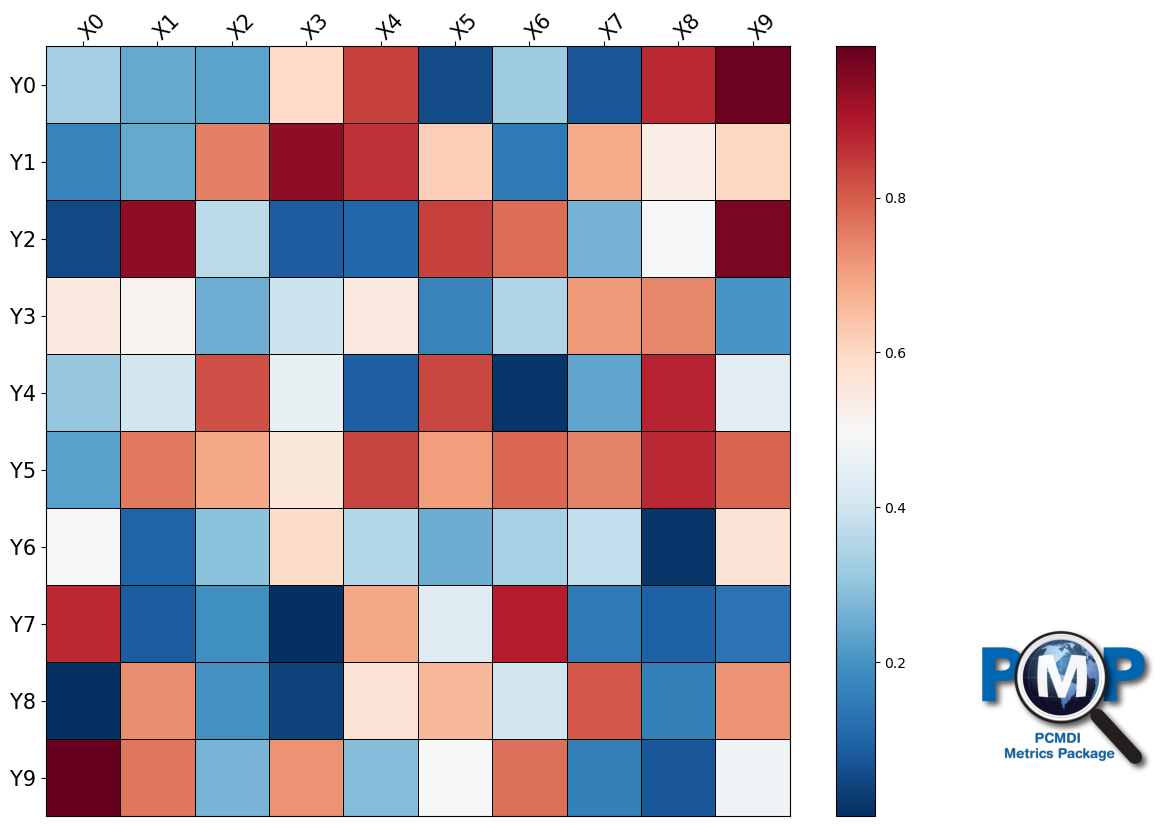 X0 X1 X2 X3 X4 X5 X6 X7 X8 X9
Y0
Y1
Y2
Y3
Y4
Y5
Y6
Y7
Y8
Y9
0.8
0.6
0.4
0.2
PMP
PCMDI
Metrics Package